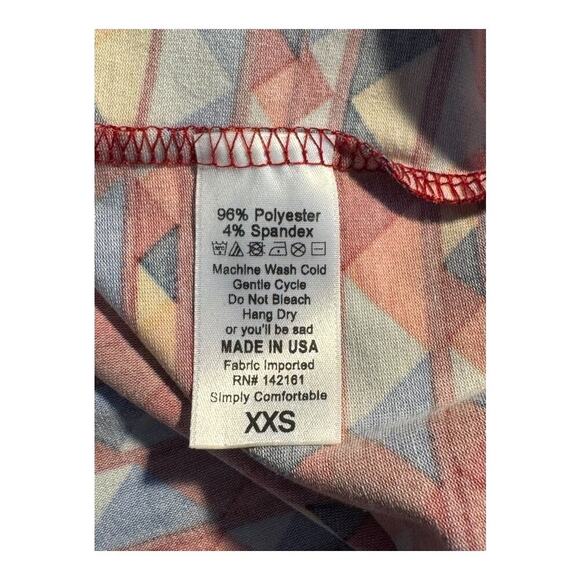 96% Polyester
4% Spandex
Machine Wash Cold
Gentle Cycle
Do Not Bleach
Hang Dry
or you'll be sad
MADE IN USA
Fabric Imported
RN# 142161
Simply Comfortable
XXS